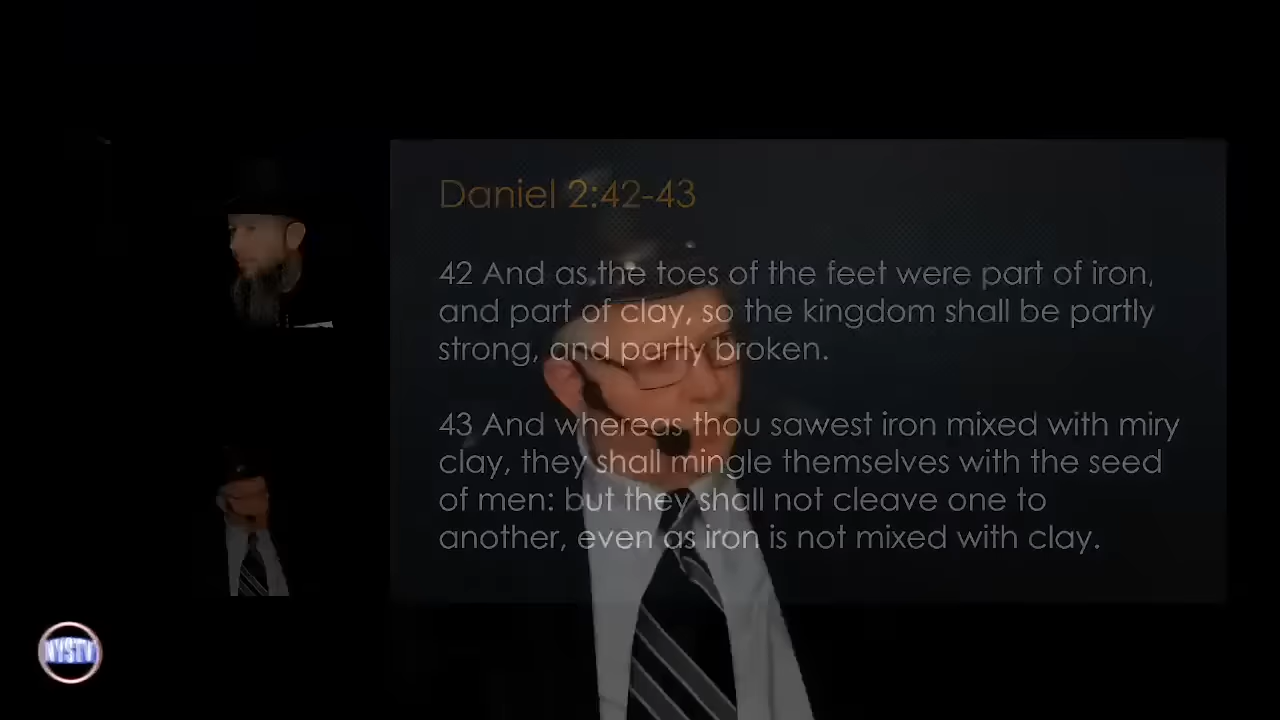 Daniel 2:42-43
42 And as the toes of the feet were part of iron,
and part of clay, so the kingdom shall be partly
strong, and partly broken.
43 And whereas thou sawest iron mixed with miry
clay, they shall mingle themselves with the seed
of men: but they shall not cleave one to
another, even as iron is not mixed with clay.
NYSTV